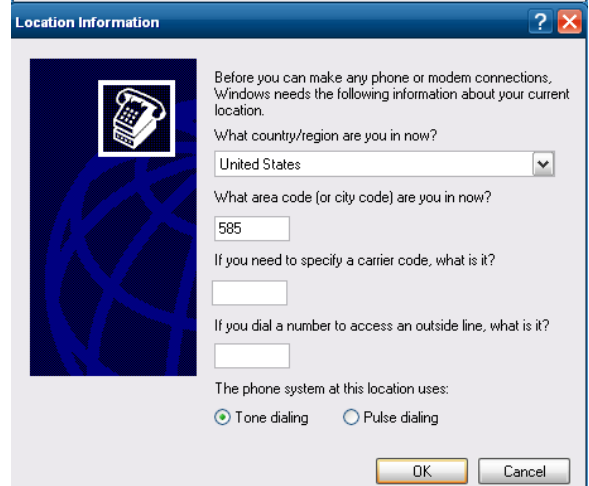 Location Information
Before you can make any phone or modem connections,
Windows needs the following information about your current
location.
What country/region are you in now?
United States
What area code (or city code) are you in now?
585
If you need to specify a carrier code, what is it?
If you dial a number to access an outside line, what is it?
The phone system at this location uses:
Tone dialing Pulse dialing
OK Cancel